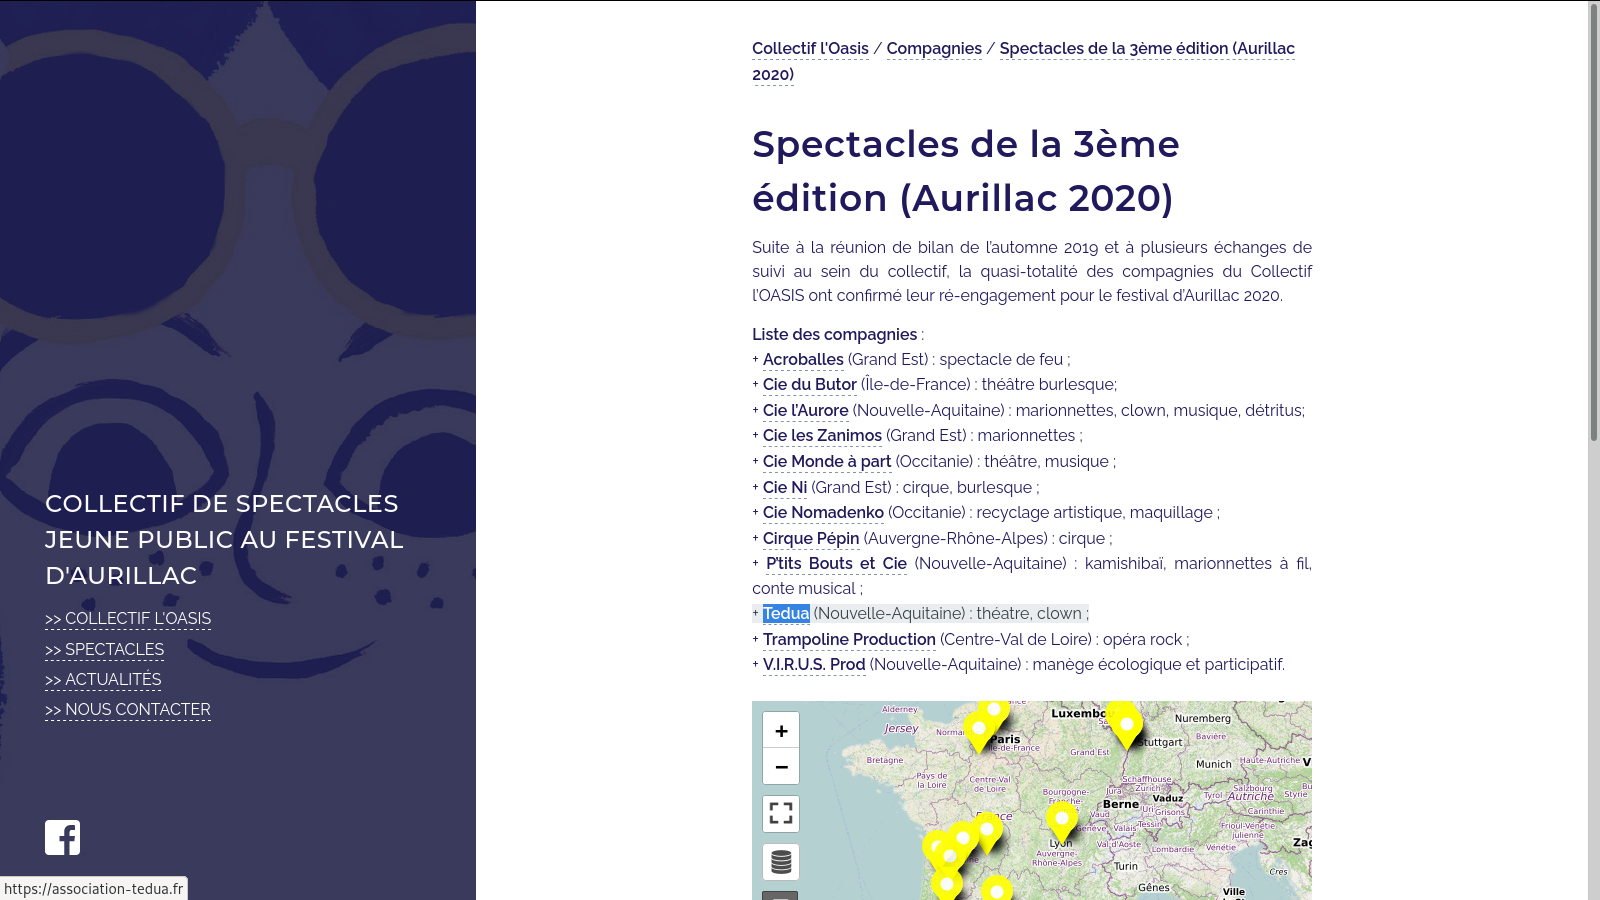 Collectif l'Oasis / Compagnies / Spectacles de la 3ème édition (Aurillac
2020)
Spectacles de la 3ème
édition (Aurillac 2020)
Suite à la réunion de bilan de l'automne 2019 et à plusieurs échanges de
suivi au sein du collectif, la quasi-totalité des compagnies du Collectif
l'OASIS ont confirmé leur ré-engagement pour le festival d'Aurillac 2020.
Liste des compagnies :
+ Acroballes (Grand Est) : spectacle de feu ;
+ Cie du Butor (Île-de-France) : théâtre burlesque;
+ Cie l'Aurore (Nouvelle-Aquitaine) : marionnettes, clown, musique, détritus;
+ Cie les Zanimos (Grand Est) : marionnettes ;
+ Cie Monde à part (Occitanie) : théâtre, musique ;
+ Cie Ni (Grand Est) : cirque, burlesque ;
+ Cie Nomadenko (Occitanie) : recyclage artistique, maquillage ;
+ Cirque Pépin (Auvergne-Rhône-Alpes) : cirque ;
+ P'tits Bouts et Cie (Nouvelle-Aquitaine) : kamishibaï, marionnettes à fil,
conte musical ;
+ Tedua (Nouvelle-Aquitaine) : théatre, clown ;
+ Trampoline Production (Centre-Val de Loire) : opéra rock ;
+ V.I.R.U.S. Prod (Nouvelle-Aquitaine) : manège écologique et participatif.
COLLECTIF DE SPECTACLES
JEUNE PUBLIC AU FESTIVAL
D'AURILLAC
>> COLLECTIF L'OASIS
>> SPECTACLES
>> ACTUALITÉS
>> NOUS CONTACTER
https://association-tedua.fr
+
−
Alderney
Jersey
Paris
Île-de-France
Grand Est
Stuttgart
Nuremberg
Bavière
Munich
Haute-Autriche
Bretagne
Pays de
la Loire
Centre-Val
de Loire
Bourgogne-
Franche-
Comté
Jura
Schaffhouse
Zurich
Berne
Vaduz
Uri
Grisons
Tyrol
Salzbourg
Autriche
Styrie
Carinthie
France
Vaud
Genève
Valais
Tessin
Lyon
Val d'Aoste
Lombardie
Vénétie
Frioul-Vénétie
julienne
Auvergne-
Rhône-Alpes
Turin
Gênes
Cres
Ville